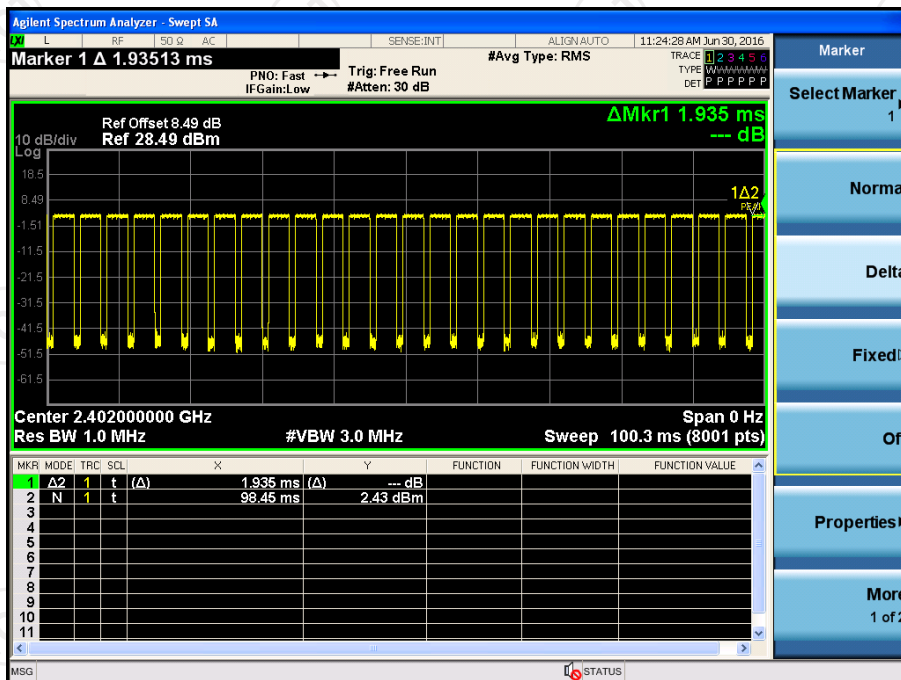 Agilent Spectrum Analyzer - Swept SA
LXI L RF 50 Ω AC SENSE:INT ALIGN AUTO 11:24:28 AM Jun 30, 2016
Marker 1 Δ 1.93513 ms
PNO: Fast
IFGain:Low
Trig: Free Run
#Atten: 30 dB
#Avg Type: RMS
TRACE 1 2 3 4 5 6
TYPE WWWWWW
DET P P P P P P
ΔMkr1 1.935 ms
--- dB
Ref Offset 8.49 dB
10 dB/div Ref 28.49 dBm
Log
18.5
8.49
-1.51
-11.5
-21.5
-31.5
-41.5
-51.5
-61.5
1Δ2
Center 2.402000000 GHz Span 0 Hz
Res BW 1.0 MHz #VBW 3.0 MHz Sweep 100.3 ms (8001 pts)
MKR MODE TRC SCL X Y FUNCTION FUNCTION WIDTH FUNCTION VALUE
1 Δ2 1 t (Δ) 1.935 ms (Δ) --- dB
2 N 1 t 98.45 ms 2.43 dBm
3
4
5
6
7
8
9
10
11
MSG STATUS
Marker
Select Marker
1
Norma
Delta
Fixed
Of
Properties
More
1 of 2